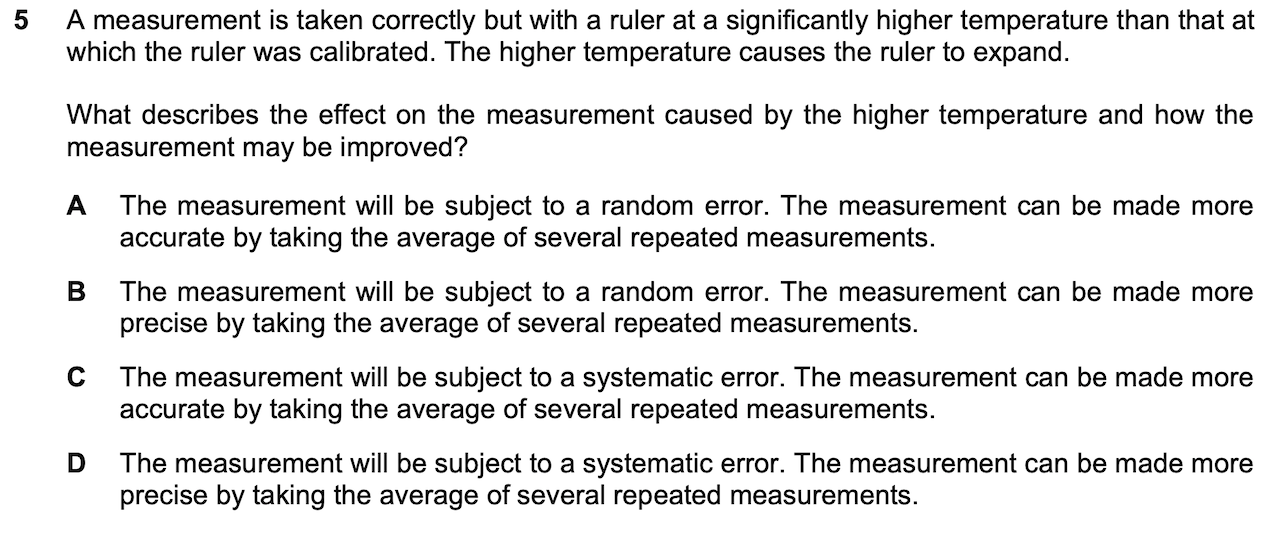 5 A measurement is taken correctly but with a ruler at a significantly higher temperature than that at
which the ruler was calibrated. The higher temperature causes the ruler to expand.
What describes the effect on the measurement caused by the higher temperature and how the
measurement may be improved?
A The measurement will be subject to a random error. The measurement can be made more
accurate by taking the average of several repeated measurements.
B The measurement will be subject to a random error. The measurement can be made more
precise by taking the average of several repeated measurements.
C The measurement will be subject to a systematic error. The measurement can be made more
accurate by taking the average of several repeated measurements.
D The measurement will be subject to a systematic error. The measurement can be made more
precise by taking the average of several repeated measurements.